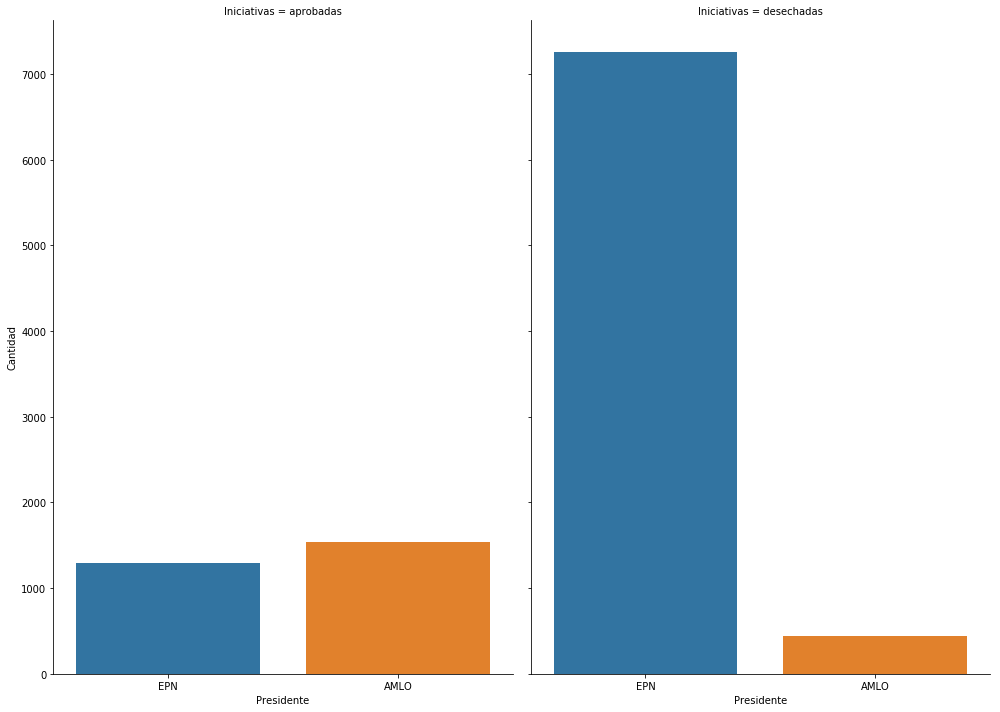 Iniciativas = aprobadas
Iniciativas = desechadas
Cantidad
7000
6000
5000
4000
3000
2000
1000
0
EPN
AMLO
EPN
AMLO
Presidente
Presidente